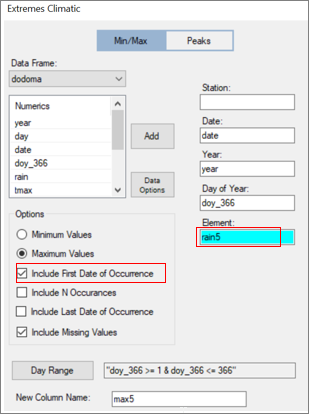 Extremes Climatic
Min/Max
Peaks
Data Frame:
dodoma
Numerics
year
day
date
doy_366
rain
tmax
Add
Data Options
Station:
Date:
date
Year:
year
Day of Year:
doy_366
Element:
rain5
Options
Minimum Values
Maximum Values
Include First Date of Occurrence
Include N Occurances
Include Last Date of Occurrence
Include Missing Values
Day Range
"doy_366 >= 1 & doy_366 <= 366"
New Column Name:
max5